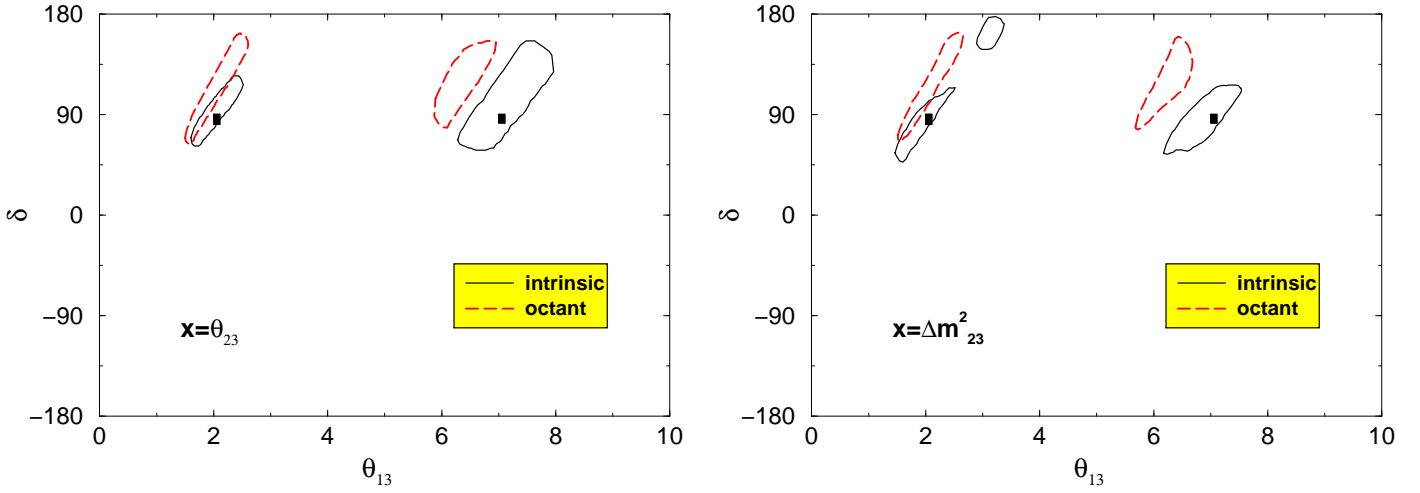 180
90
0
−90
−180
δ
intrinsic
octant
x=θ23
0 2 4 6 8 10
θ13
180
90
0
−90
−180
δ
intrinsic
octant
x=Δm²23
0 2 4 6 8 10
θ13